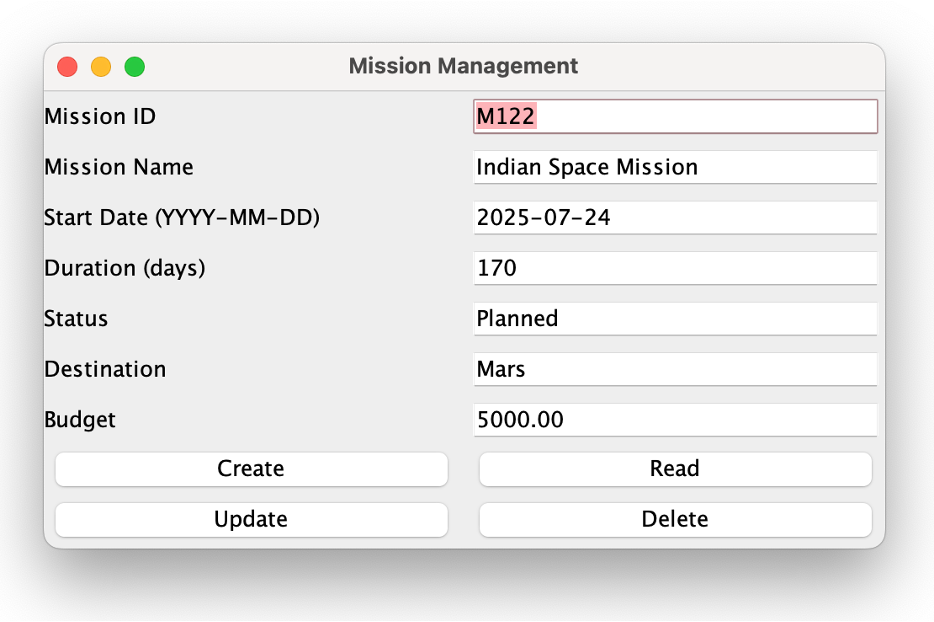 Mission Management
Mission ID M122
Mission Name Indian Space Mission
Start Date (YYYY-MM-DD) 2025-07-24
Duration (days) 170
Status Planned
Destination Mars
Budget 5000.00
Create Read
Update Delete